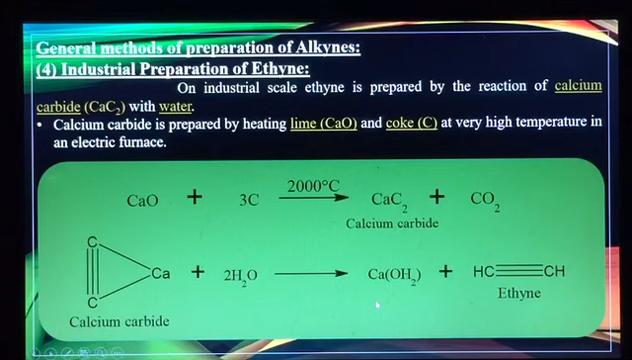 General methods of preparation of Alkynes:
(4) Industrial Preparation of Ethyne:
On industrial scale ethyne is prepared by the reaction of calcium
carbide (CaC₂) with water.
• Calcium carbide is prepared by heating lime (CaO) and coke (C) at very high temperature in
an electric furnace.
2000°C
CaO + 3C → CaC₂ + CO₂
Calcium carbide
C
Ca + 2H₂O → Ca(OH₂) + HC≡CH
C
Ethyne
Calcium carbide